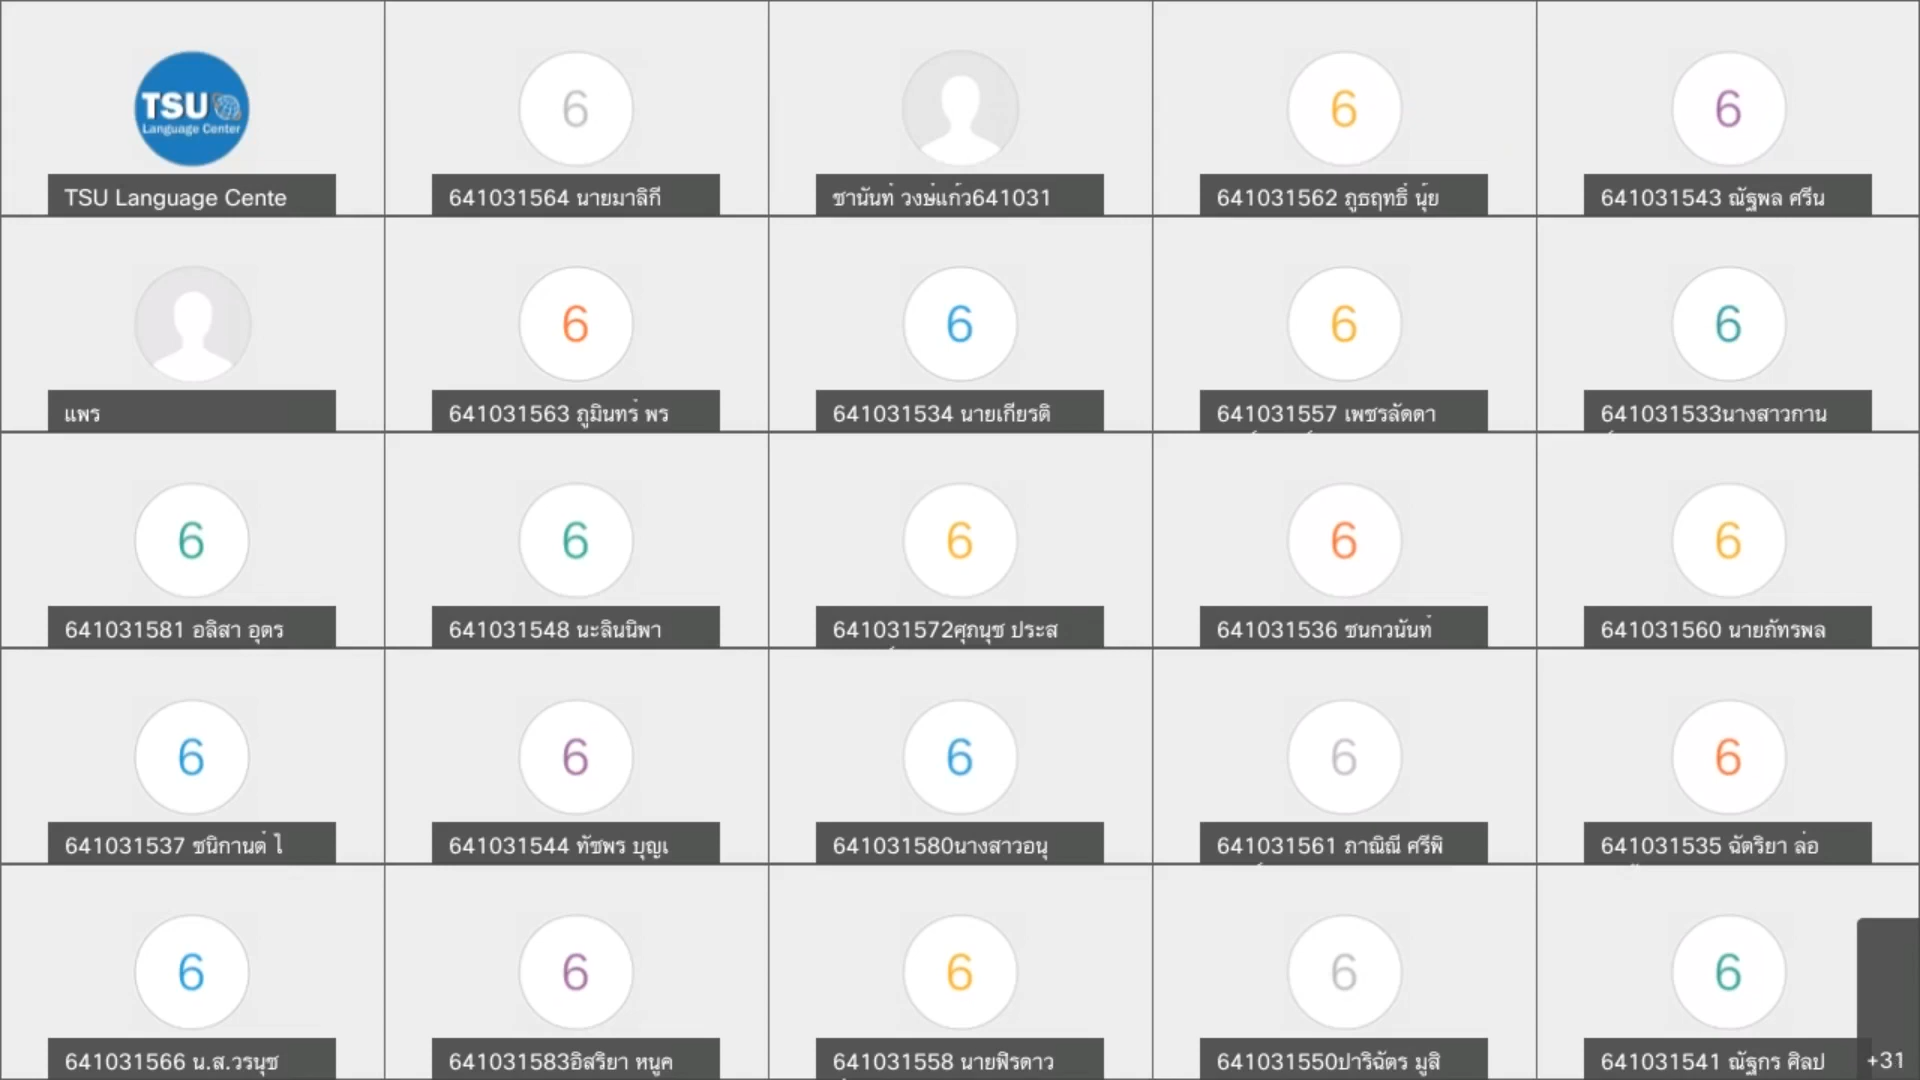 TSU
Language Center
TSU Language Cente
6
641031564 นายมาลิกี
ชานันท์ วงษ์แก้ว641031
6
641031562 ภูธฤทธิ์ นุ้ย
6
641031543 ณัฐพล ศรีน
แพร
6
641031563 ภูมินทร์ พร
6
641031534 นายเกียรติ
6
641031557 เพชรลัดดา
6
641031533นางสาวกาน
6
641031581 อลิสา อุตร
6
641031548 นะลินนิพา
6
641031572ศุภนุช ประส
6
641031536 ชนกวนันท์
6
641031560 นายภัทรพล
6
641031537 ชนิกานต์ ไ
6
641031544 ทัชพร บุญเ
6
641031580นางสาวอนุ
6
641031561 ภาณิณี ศรีพิ
6
641031535 ฉัตริยา ล่อ
6
641031566 น.ส.วรนุช
6
641031583อิสริยา หนูค
6
641031558 นายฟิรดาว
6
641031550ปาริฉัตร มูสิ
6
641031541 ณัฐกร ศิลป
+31